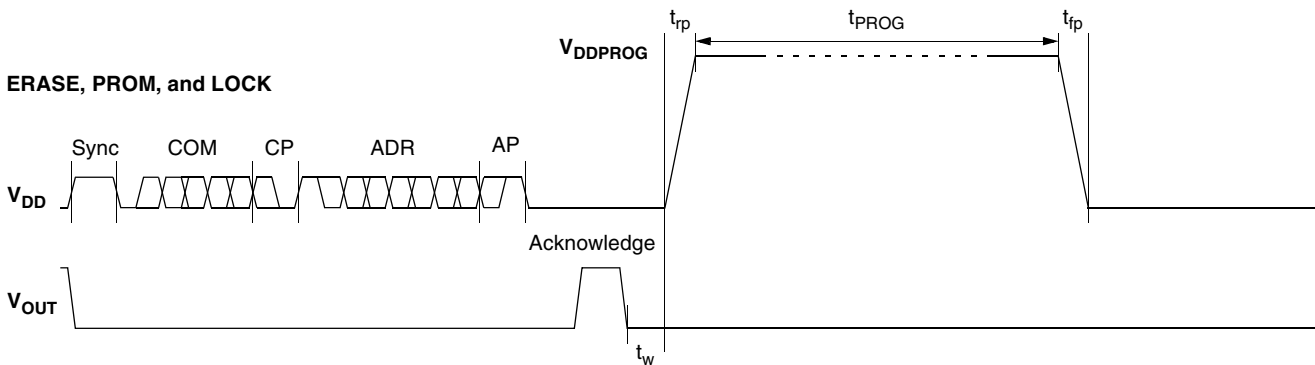 t_rp t_PROG t_fp
V_DDPROG
ERASE, PROM, and LOCK
Sync COM CP ADR AP
V_DD
Acknowledge
V_OUT
t_w